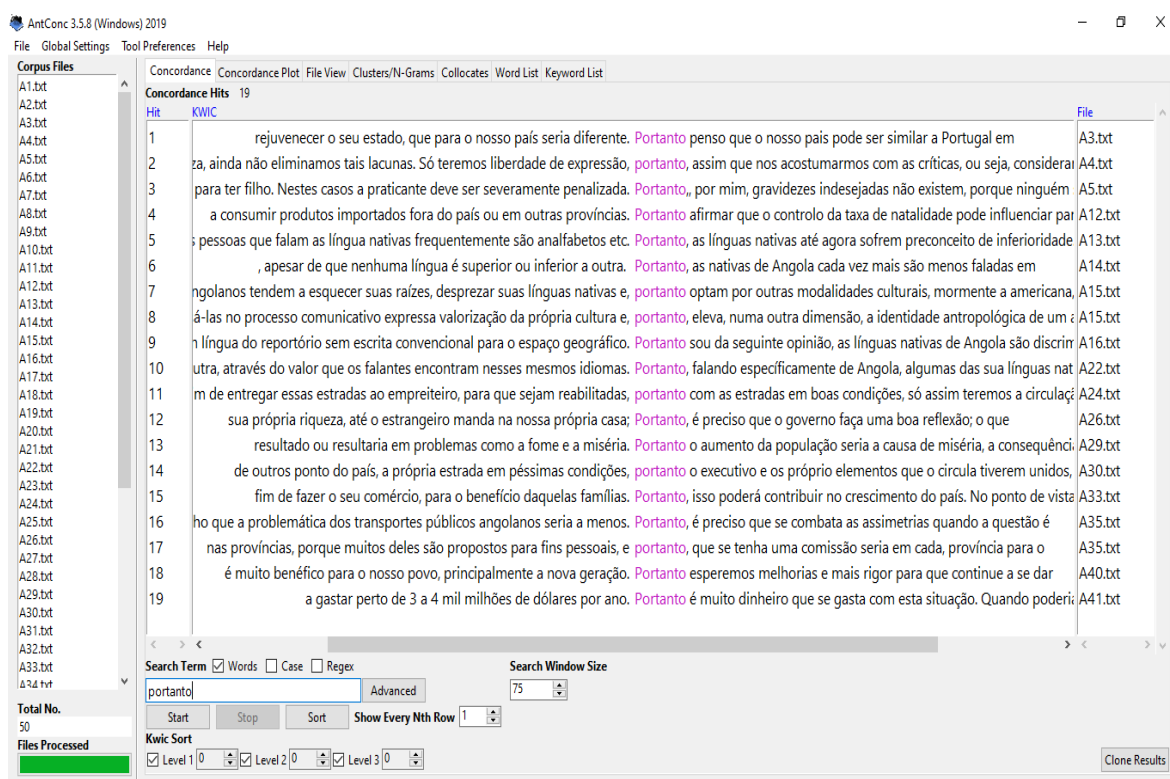 AntConc 3.5.8 (Windows) 2019
File Global Settings Tool Preferences Help
Corpus Files
A1.txt
A2.txt
A3.txt
A4.txt
A5.txt
A6.txt
A7.txt
A8.txt
A9.txt
A10.txt
A11.txt
A12.txt
A13.txt
A14.txt
A15.txt
A16.txt
A17.txt
A18.txt
A19.txt
A20.txt
A21.txt
A22.txt
A23.txt
A24.txt
A25.txt
A26.txt
A27.txt
A28.txt
A29.txt
A30.txt
A31.txt
A32.txt
A33.txt
A34.txt
Total No.
50
Files Processed
Concordance Concordance Plot File View Clusters/N-Grams Collocates Word List Keyword List
Concordance Hits 19
Hit KWIC File
1 rejuvenecer o seu estado, que para o nosso país seria diferente. Portanto penso que o nosso pais pode ser similar a Portugal em A3.txt
2 za, ainda não eliminamos tais lacunas. Só teremos liberdade de expressão, portanto, assim que nos acostumarmos com as críticas, ou seja, considerar A4.txt
3 para ter filho. Nestes casos a praticante deve ser severamente penalizada. Portanto,, por mim, gravidezes indesejadas não existem, porque ninguém A5.txt
4 a consumir produtos importados fora do país ou em outras províncias. Portanto afirmar que o controlo da taxa de natalidade pode influenciar par A12.txt
5 s pessoas que falam as língua nativas frequentemente são analfabetos etc. Portanto, as línguas nativas até agora sofrem preconceito de inferioridade A13.txt
6 , apesar de que nenhuma língua é superior ou inferior a outra. Portanto, as nativas de Angola cada vez mais são menos faladas em A14.txt
7 ngolanos tendem a esquecer suas raízes, desprezar suas línguas nativas e, portanto optam por outras modalidades culturais, mormente a americana, A15.txt
8 á-las no processo comunicativo expressa valorização da própria cultura e, portanto, eleva, numa outra dimensão, a identidade antropológica de um a A15.txt
9 língua do reportório sem escrita convencional para o espaço geográfico. Portanto sou da seguinte opinião, as línguas nativas de Angola são discrim A16.txt
10 utra, através do valor que os falantes encontram nesses mesmos idiomas. Portanto, falando específicamente de Angola, algumas das sua línguas nat A22.txt
11 m de entregar essas estradas ao empreiteiro, para que sejam reabilitadas, portanto com as estradas em boas condições, só assim teremos a circulaçã A24.txt
12 sua própria riqueza, até o estrangeiro manda na nossa própria casa; Portanto, é preciso que o governo faça uma boa reflexão; o que A26.txt
13 resultado ou resultaria em problemas como a fome e a miséria. Portanto o aumento da população seria a causa de miséria, a consequênci A29.txt
14 de outros ponto do país, a própria estrada em péssimas condições, portanto o executivo e os próprio elementos que o circula tiverem unidos, A30.txt
15 fim de fazer o seu comércio, para o benefício daquelas famílias. Portanto, isso poderá contribuir no crescimento do país. No ponto de vista A33.txt
16 ho que a problemática dos transportes públicos angolanos seria a menos. Portanto, é preciso que se combata as assimetrias quando a questão é A35.txt
17 nas províncias, porque muitos deles são propostos para fins pessoais, e portanto, que se tenha uma comissão seria em cada, província para o A35.txt
18 é muito benéfico para o nosso povo, principalmente a nova geração. Portanto esperemos melhorias e mais rigor para que continue a se dar A40.txt
19 a gastar perto de 3 a 4 mil milhões de dólares por ano. Portanto é muito dinheiro que se gasta com esta situação. Quando poderi A41.txt
Search Term Words Case Regex Search Window Size
portanto Advanced 75
Start Stop Sort Show Every Nth Row 1
Kwic Sort
Level 1 0 Level 2 0 Level 3 0 Clone Results